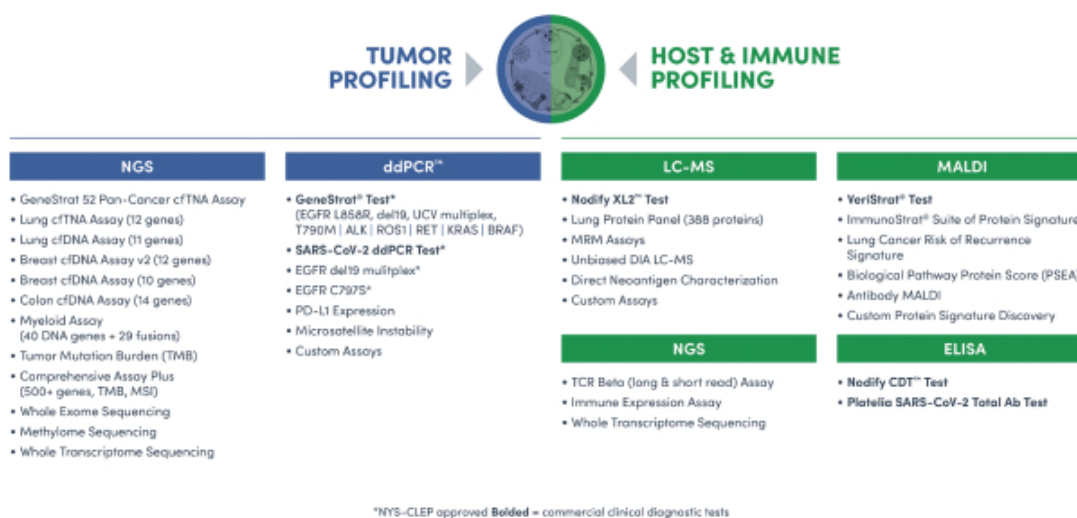 TUMOR
PROFILING
HOST & IMMUNE
PROFILING
NGS
• GeneStrat 52 Pan-Cancer cfTNA Assay
• Lung cfTNA Assay (12 genes)
• Lung cfDNA Assay (11 genes)
• Breast cfDNA Assay v2 (12 genes)
• Breast cfDNA Assay (10 genes)
• Colon cfDNA Assay (14 genes)
• Myeloid Assay
(40 DNA genes + 29 fusions)
• Tumor Mutation Burden (TMB)
• Comprehensive Assay Plus
(500+ genes, TMB, MSI)
• Whole Exome Sequencing
• Methylome Sequencing
• Whole Transcriptome Sequencing
ddPCR™
• GeneStrat® Test*
(EGFR L858R, del19, UCV multiplex,
T790M | ALK | ROS1 | RET | KRAS | BRAF)
• SARS-CoV-2 ddPCR Test*
• EGFR del19 mulitplex*
• EGFR C797S*
• PD-L1 Expression
• Microsatellite Instability
• Custom Assays
LC-MS
• Nodify XL2™ Test
• Lung Protein Panel (388 proteins)
• MRM Assays
• Unbiased DIA LC-MS
• Direct Neoantigen Characterization
• Custom Assays
NGS
• TCR Beta (long & short read) Assay
• Immune Expression Assay
• Whole Transcriptome Sequencing
MALDI
• VeriStrat® Test
• ImmunoStrat® Suite of Protein Signature
• Lung Cancer Risk of Recurrence
Signature
• Biological Pathway Protein Score (PSEA)
• Antibody MALDI
• Custom Protein Signature Discovery
ELISA
• Nodify CDT™ Test
• Platelia SARS-CoV-2 Total Ab Test
*NYS-CLEP approved Bolded = commercial clinical diagnostic tests